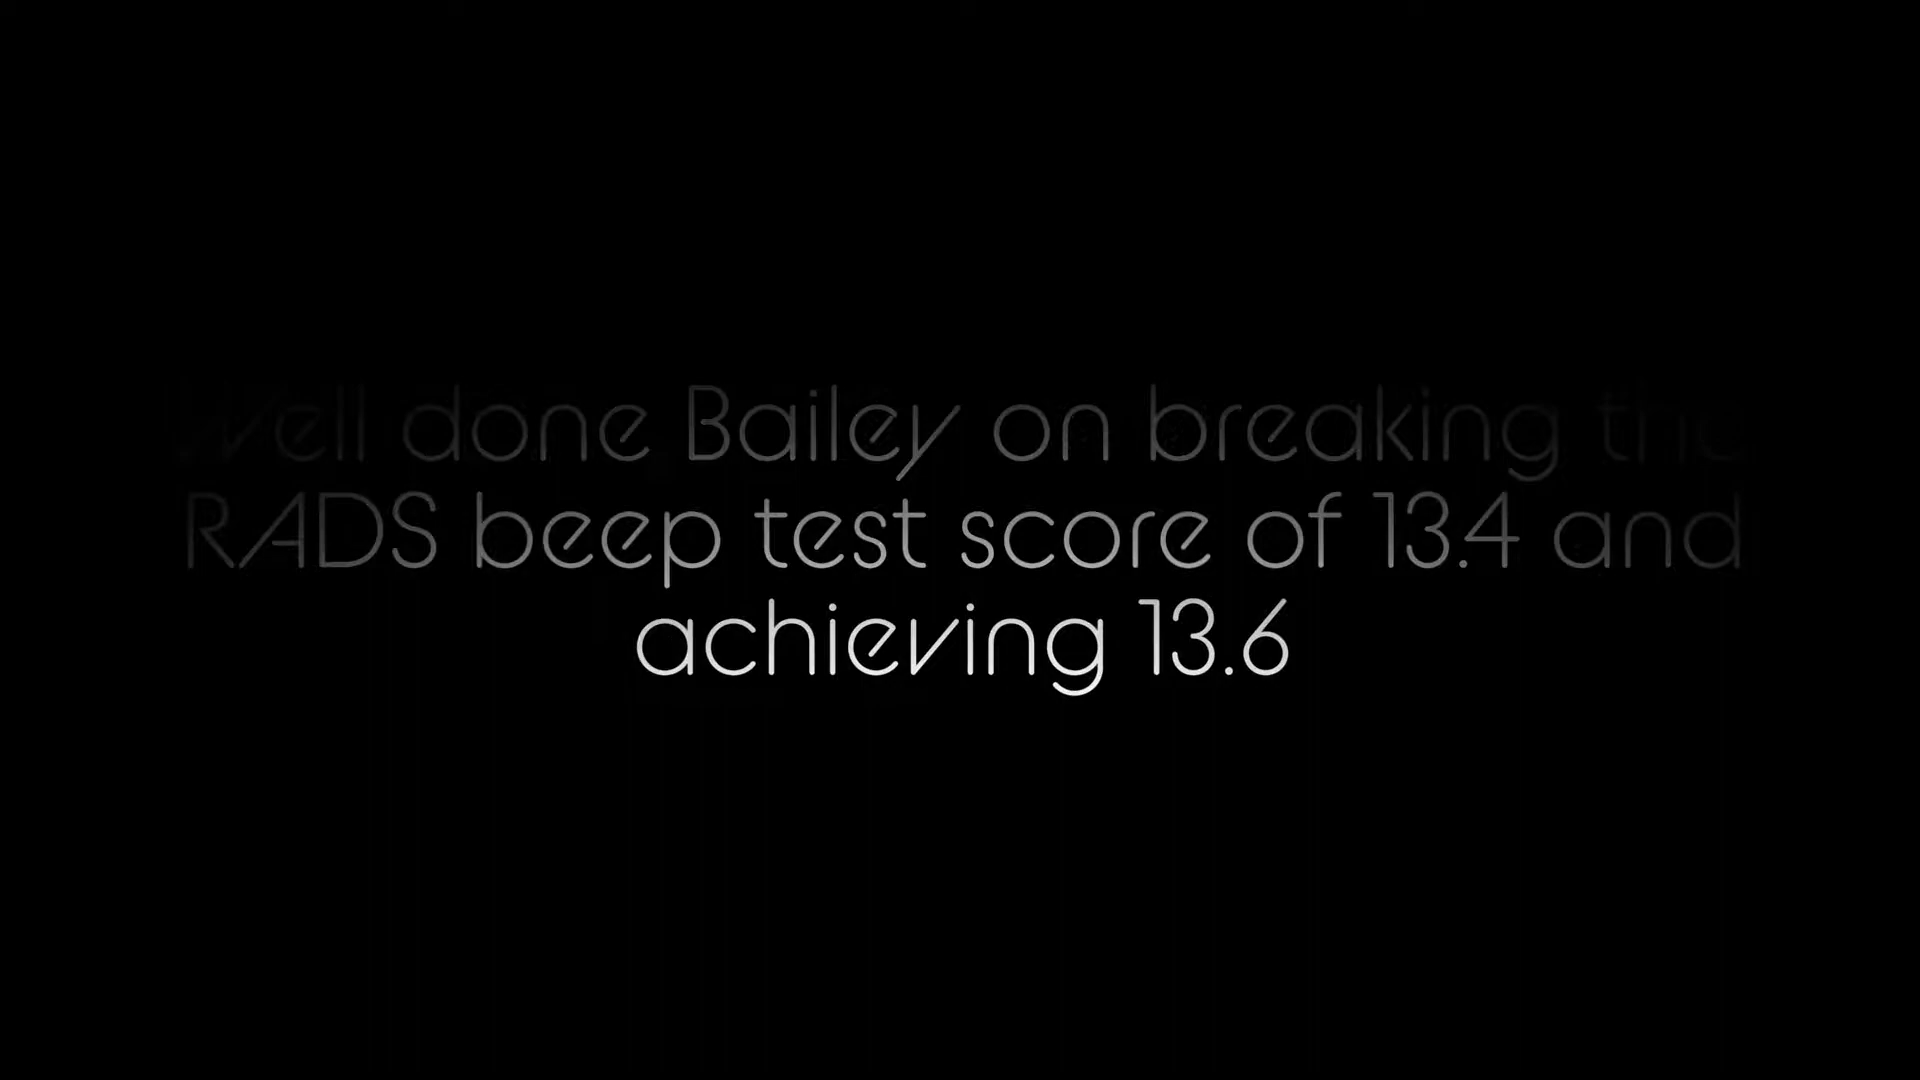 Well done Bailey on breaking the
RADS beep test score of 13.4 and
achieving 13.6